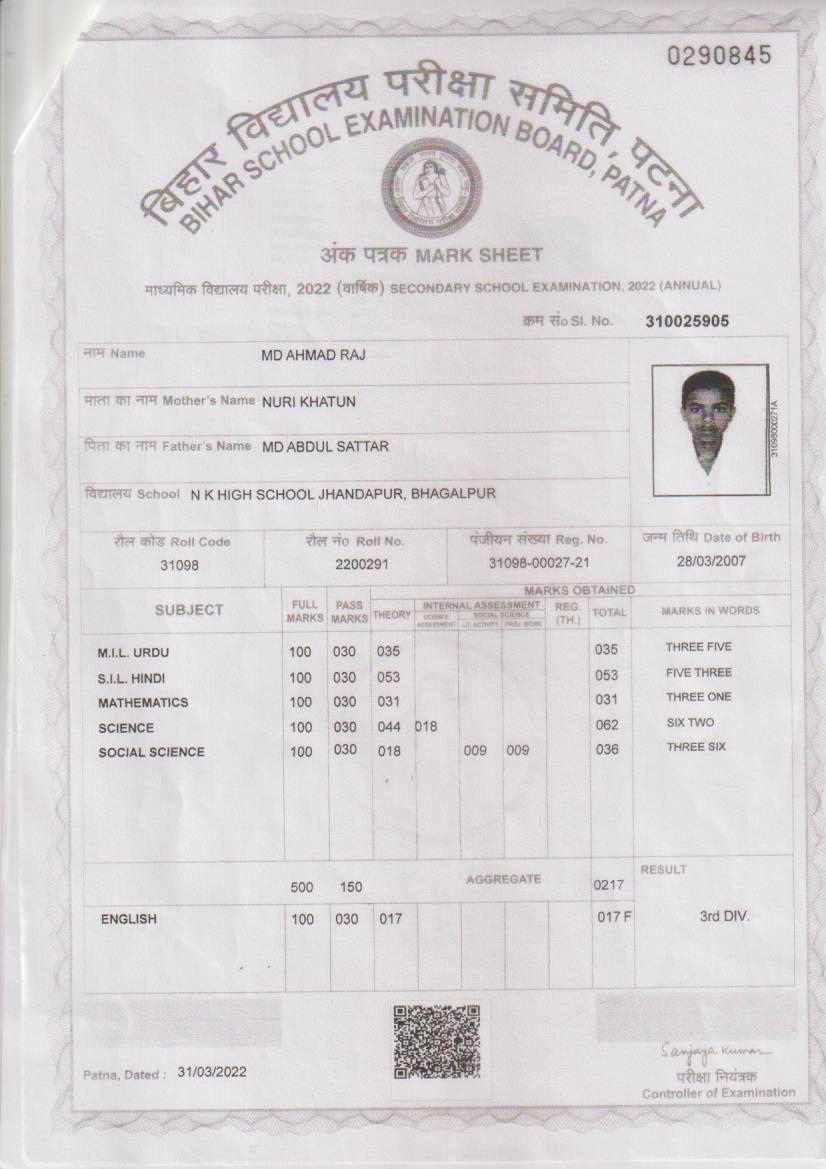 0290845
बिहार विद्यालय परीक्षा समिति, पटना
BIHAR SCHOOL EXAMINATION BOARD, PATNA
अंक पत्रक MARK SHEET
माध्यमिक विद्यालय परीक्षा, 2022 (वार्षिक) SECONDARY SCHOOL EXAMINATION, 2022 (ANNUAL)
क्रम सं० Sl. No. 310025905
नाम Name MD AHMAD RAJ
माता का नाम Mother's Name NURI KHATUN
पिता का नाम Father's Name MD ABDUL SATTAR
विद्यालय School N K HIGH SCHOOL JHANDAPUR, BHAGALPUR
31098000271A
रौल कोड Roll Code रौल नं० Roll No. पंजीयन संख्या Reg. No. जन्म तिथि Date of Birth
31098 2200291 31098-00027-21 28/03/2007
MARKS OBTAINED
SUBJECT FULL MARKS PASS MARKS THEORY INTERNAL ASSESSMENT REG. (TH.) TOTAL MARKS IN WORDS
SCIENCE ASSESSMENT SOCIAL SCIENCE
LIT. ACTIVITY PROJ. WORK
M.I.L. URDU 100 030 035 035 THREE FIVE
S.I.L. HINDI 100 030 053 053 FIVE THREE
MATHEMATICS 100 030 031 031 THREE ONE
SCIENCE 100 030 044 018 062 SIX TWO
SOCIAL SCIENCE 100 030 018 009 009 036 THREE SIX
500 150 AGGREGATE 0217 RESULT
ENGLISH 100 030 017 017 F 3rd DIV.
Patna, Dated : 31/03/2022
Sanjaya Kumar
परीक्षा नियंत्रक
Controller of Examination